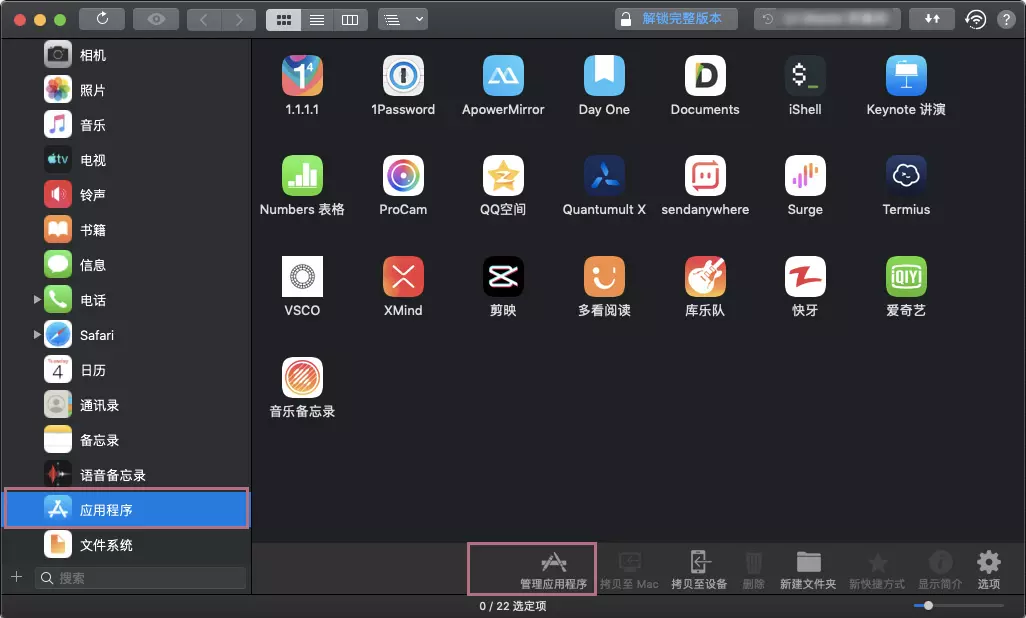 解锁完整版本
相机
照片
音乐
tv 电视
铃声
书籍
信息
电话
Safari
4 日历
通讯录
备忘录
语音备忘录
应用程序
文件系统
搜索
1⁴
1.1.1.1
1Password
ApowerMirror
Day One
D
Documents
$_
iShell
Keynote 讲演
Numbers 表格
ProCam
QQ空间
Quantumult X
sendanywhere
Surge
Termius
VSCO
XMind
剪映
多看阅读
库乐队
快牙
iQIYI
爱奇艺
音乐备忘录
管理应用程序
拷贝至 Mac
拷贝至设备
删除
新建文件夹
新快捷方式
显示简介
选项
0 / 22 选定项